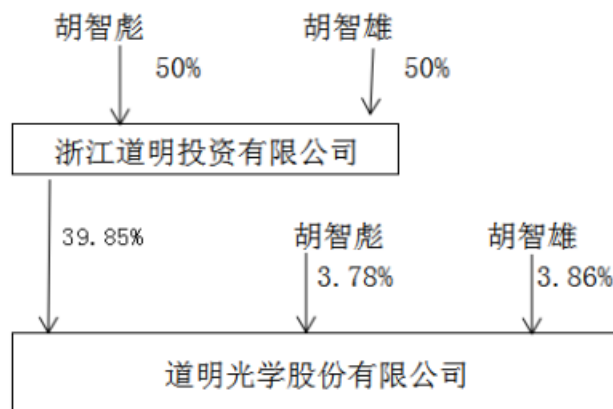 胡智彪 胡智雄
50% 50%
浙江道明投资有限公司
39.85% 胡智彪 胡智雄
3.78% 3.86%
道明光学股份有限公司